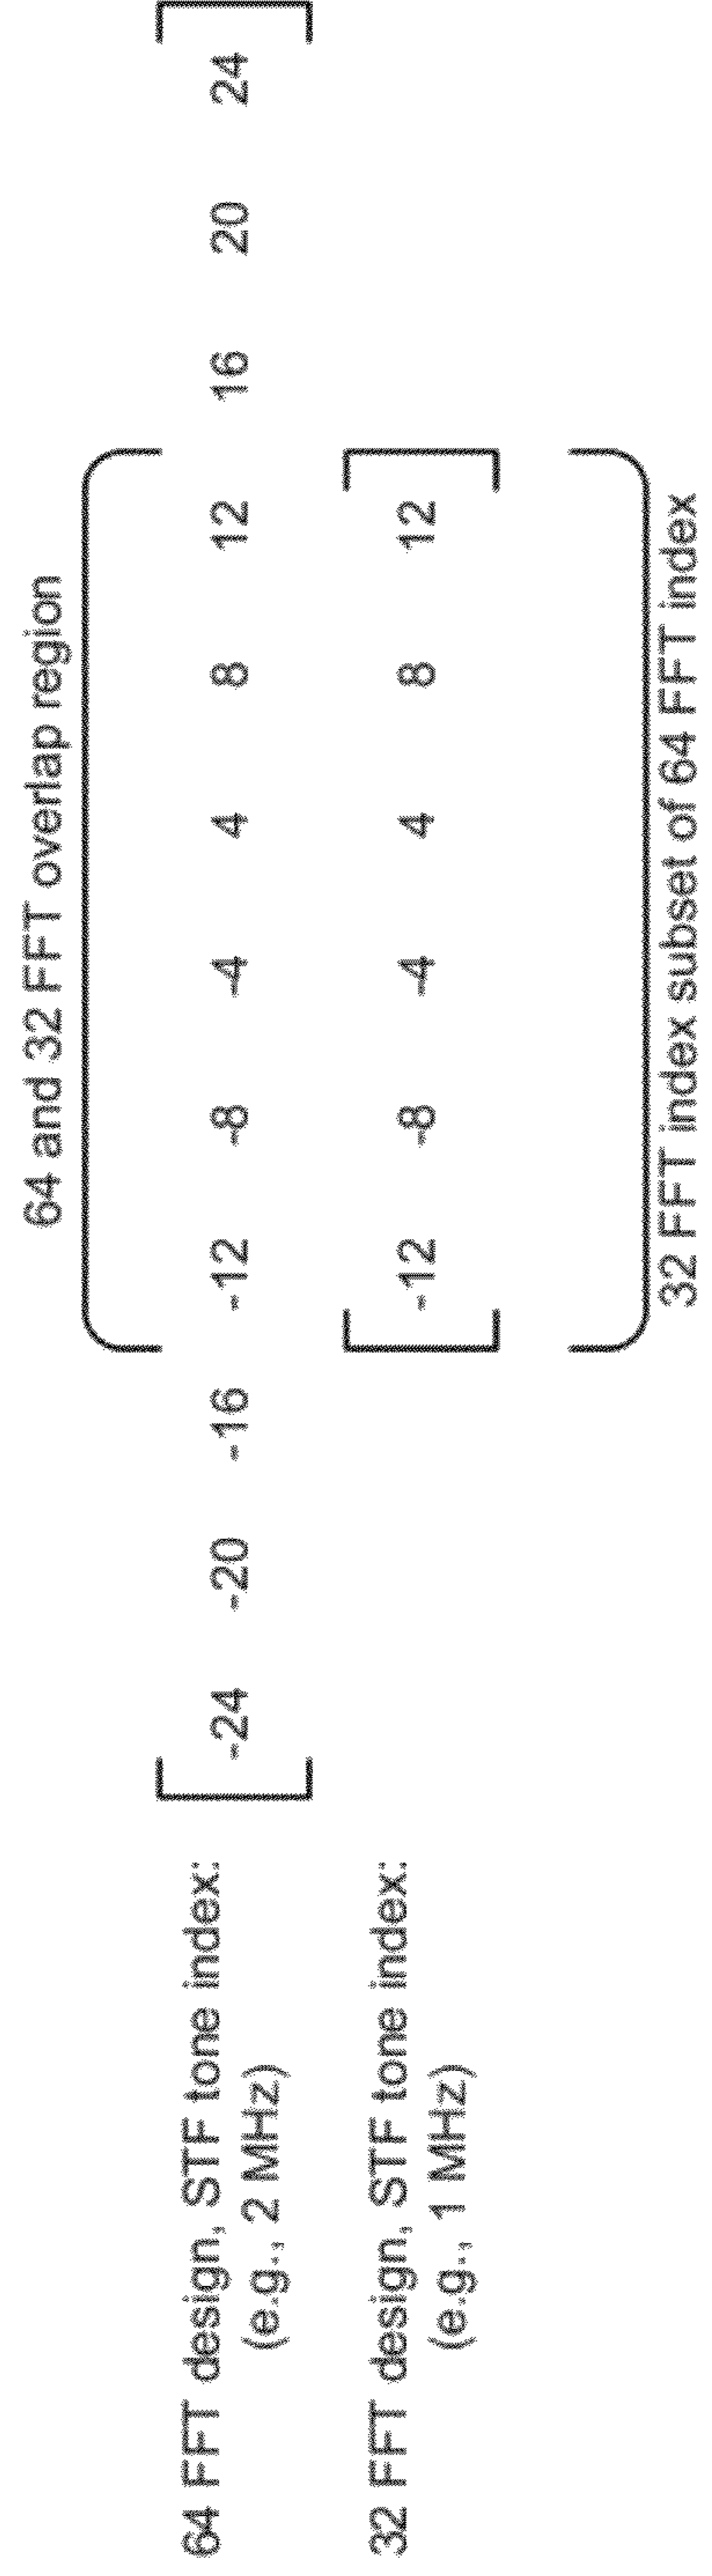 64 and 32 FFT overlap region
64 FFT design, STF tone index: -24 -20 -16 -12 -8 -4 4 8 12 16 20 24
(e.g., 2 MHz)
32 FFT design, STF tone index: -12 -8 -4 4 8 12
(e.g., 1 MHz)
32 FFT index subset of 64 FFT index